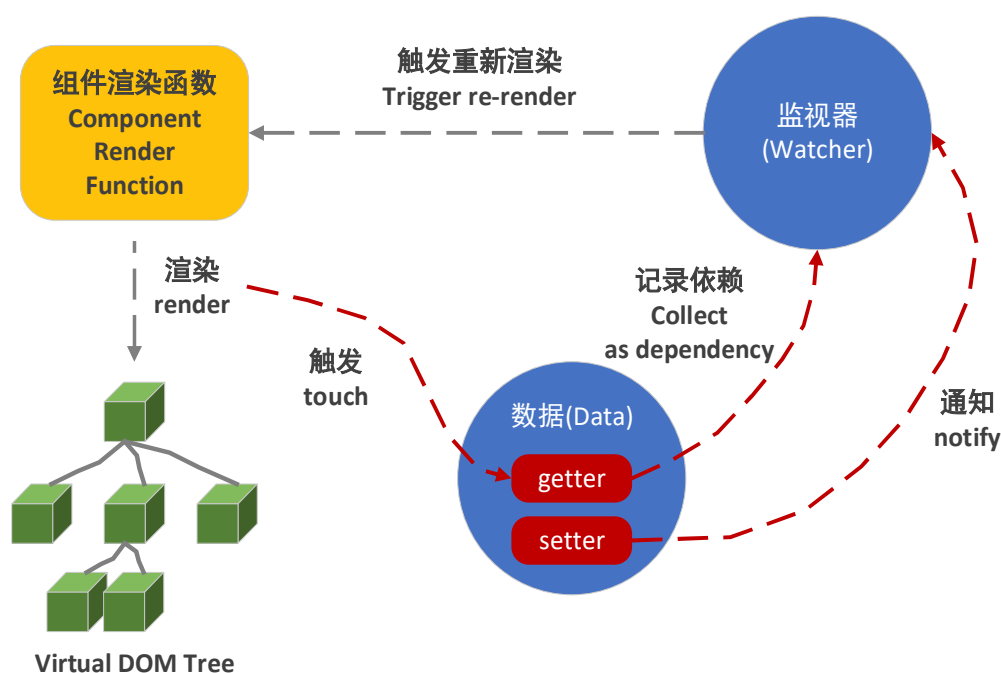 组件渲染函数
Component
Render
Function
触发重新渲染
Trigger re-render
监视器
(Watcher)
渲染
render
触发
touch
记录依赖
Collect
as dependency
数据(Data)
getter
setter
通知
notify
Virtual DOM Tree